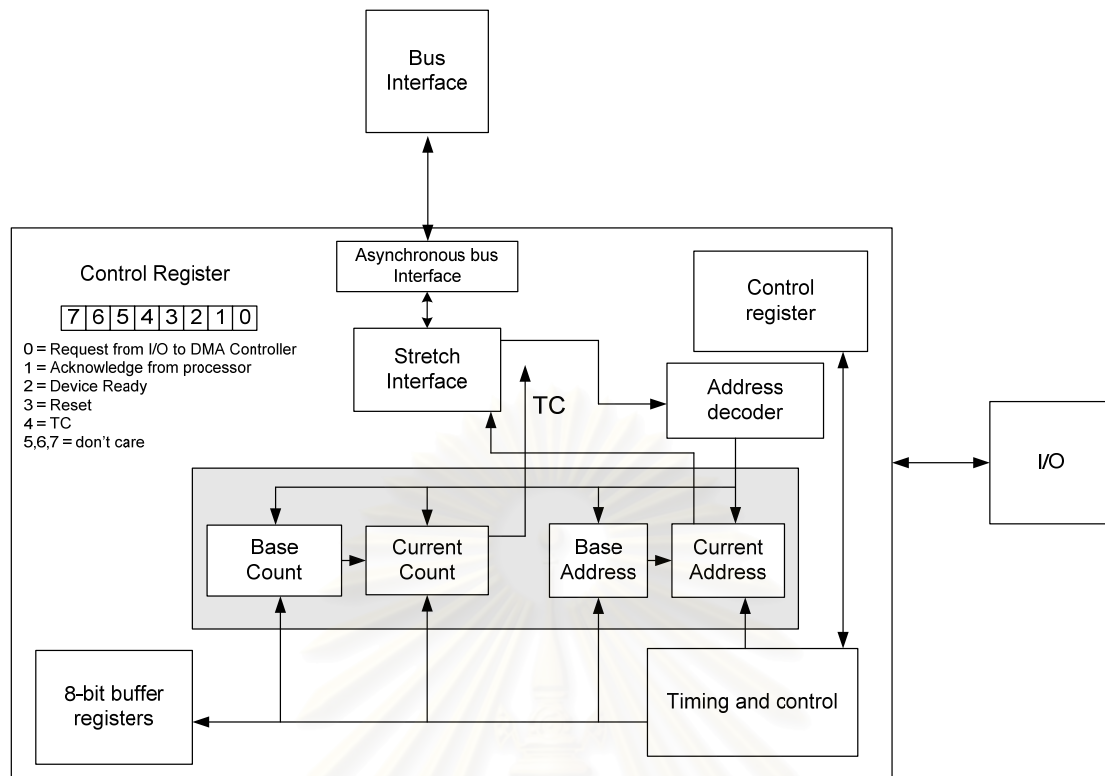 Bus
Interface
Asynchronous bus
Interface
Control Register
7 6 5 4 3 2 1 0
0 = Request from I/O to DMA Controller
1 = Acknowledge from processor
2 = Device Ready
3 = Reset
4 = TC
5,6,7 = don't care
Stretch
Interface
TC
Control
register
Address
decoder
I/O
Base
Count
Current
Count
Base
Address
Current
Address
8-bit buffer
registers
Timing and control